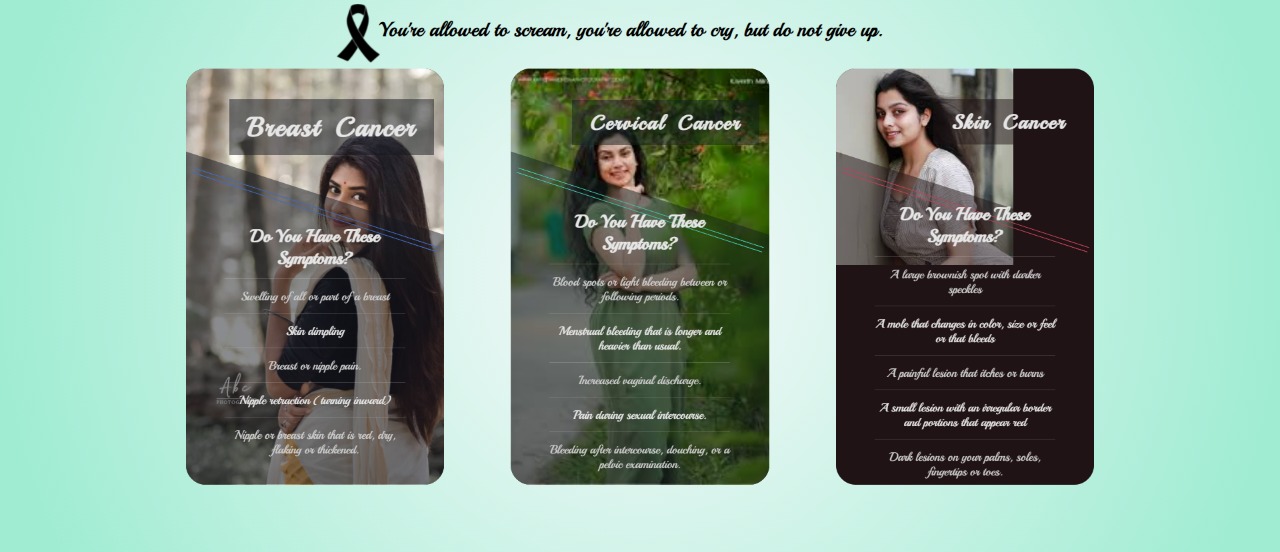 You're allowed to scream, you're allowed to cry, but do not give up.
Breast Cancer
Do You Have These
Symptoms?
Swelling of all or part of a breast
Skin dimpling
Breast or nipple pain.
Nipple retraction ( turning inward)
Nipple or breast skin that is red, dry,
flaking or thickened.
Abc
Cervical Cancer
Do You Have These
Symptoms?
Blood spots or light bleeding between or
following periods.
Menstrual bleeding that is longer and
heavier than usual.
Increased vaginal discharge.
Pain during sexual intercourse.
Bleeding after intercourse, douching, or a
pelvic examination.
Skin Cancer
Do You Have These
Symptoms?
A large brownish spot with darker
speckles
A mole that changes in color, size or feel
or that bleeds
A painful lesion that itches or burns
A small lesion with an irregular border
and portions that appear red
Dark lesions on your palms, soles,
fingertips or toes.